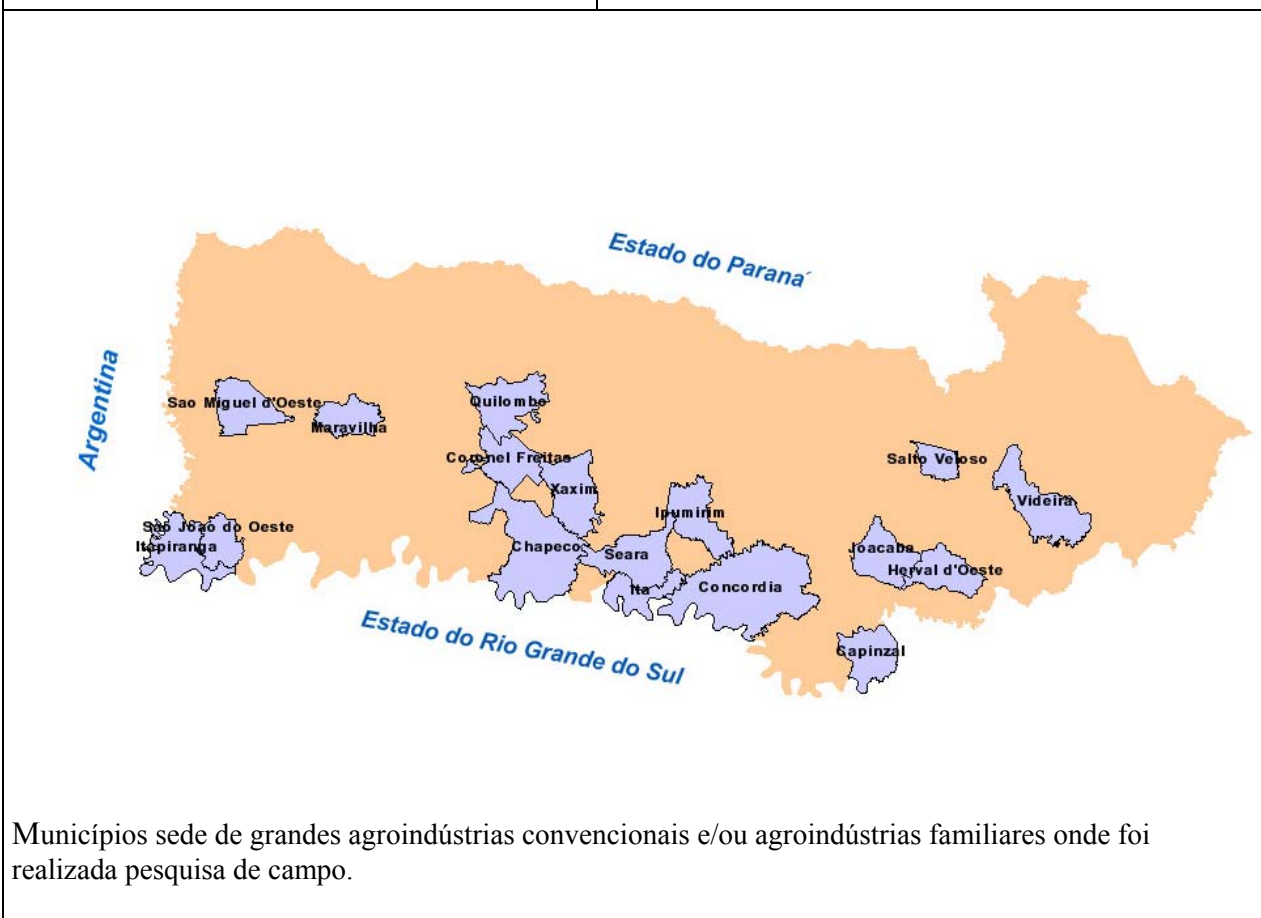 Estado do Paraná
Argentina
Sao Miguel d'Oeste
Maravilha
Quilombo
Coronel Freitas
Xaxim
Salto Veloso
Videira
Ipumirim
Sao Joao do Oeste
Itapiranga
Chapeco
Seara
Ita
Concordia
Joacaba
Herval d'Oeste
Capinzal
Estado do Rio Grande do Sul
Municípios sede de grandes agroindústrias convencionais e/ou agroindústrias familiares onde foi
realizada pesquisa de campo.